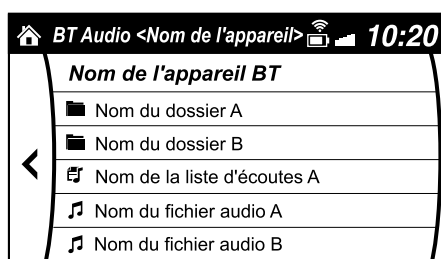 BT Audio <Nom de l'appareil> 10:20
Nom de l'appareil BT
Nom du dossier A
Nom du dossier B
Nom de la liste d'écoutes A
Nom du fichier audio A
Nom du fichier audio B